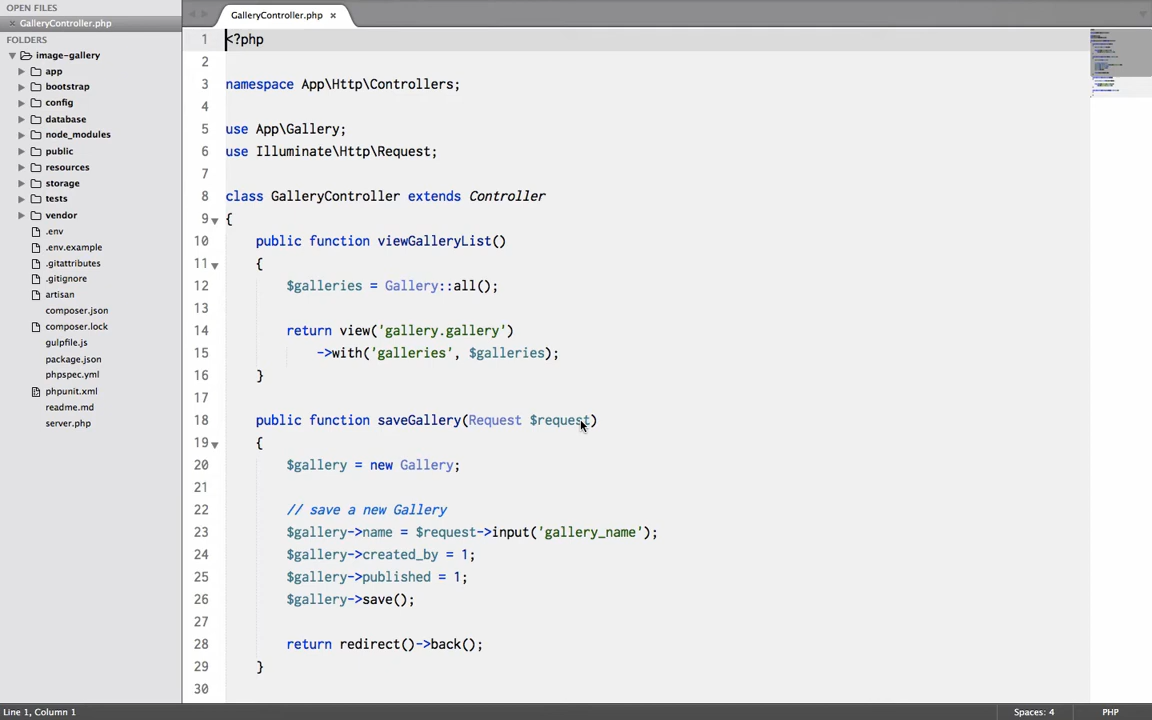 OPEN FILES
× GalleryController.php
FOLDERS
image-gallery
app
bootstrap
config
database
node_modules
public
resources
storage
tests
vendor
.env
.env.example
.gitattributes
.gitignore
artisan
composer.json
composer.lock
gulpfile.js
package.json
phpspec.yml
phpunit.xml
readme.md
server.php
GalleryController.php ×
1 <?php
2
3 namespace App\Http\Controllers;
4
5 use App\Gallery;
6 use Illuminate\Http\Request;
7
8 class GalleryController extends Controller
9 {
10     public function viewGalleryList()
11     {
12         $galleries = Gallery::all();
13
14         return view('gallery.gallery')
15             ->with('galleries', $galleries);
16     }
17
18     public function saveGallery(Request $request)
19     {
20         $gallery = new Gallery;
21
22         // save a new Gallery
23         $gallery->name = $request->input('gallery_name');
24         $gallery->created_by = 1;
25         $gallery->published = 1;
26         $gallery->save();
27
28         return redirect()->back();
29     }
30
Line 1, Column 1
Spaces: 4
PHP